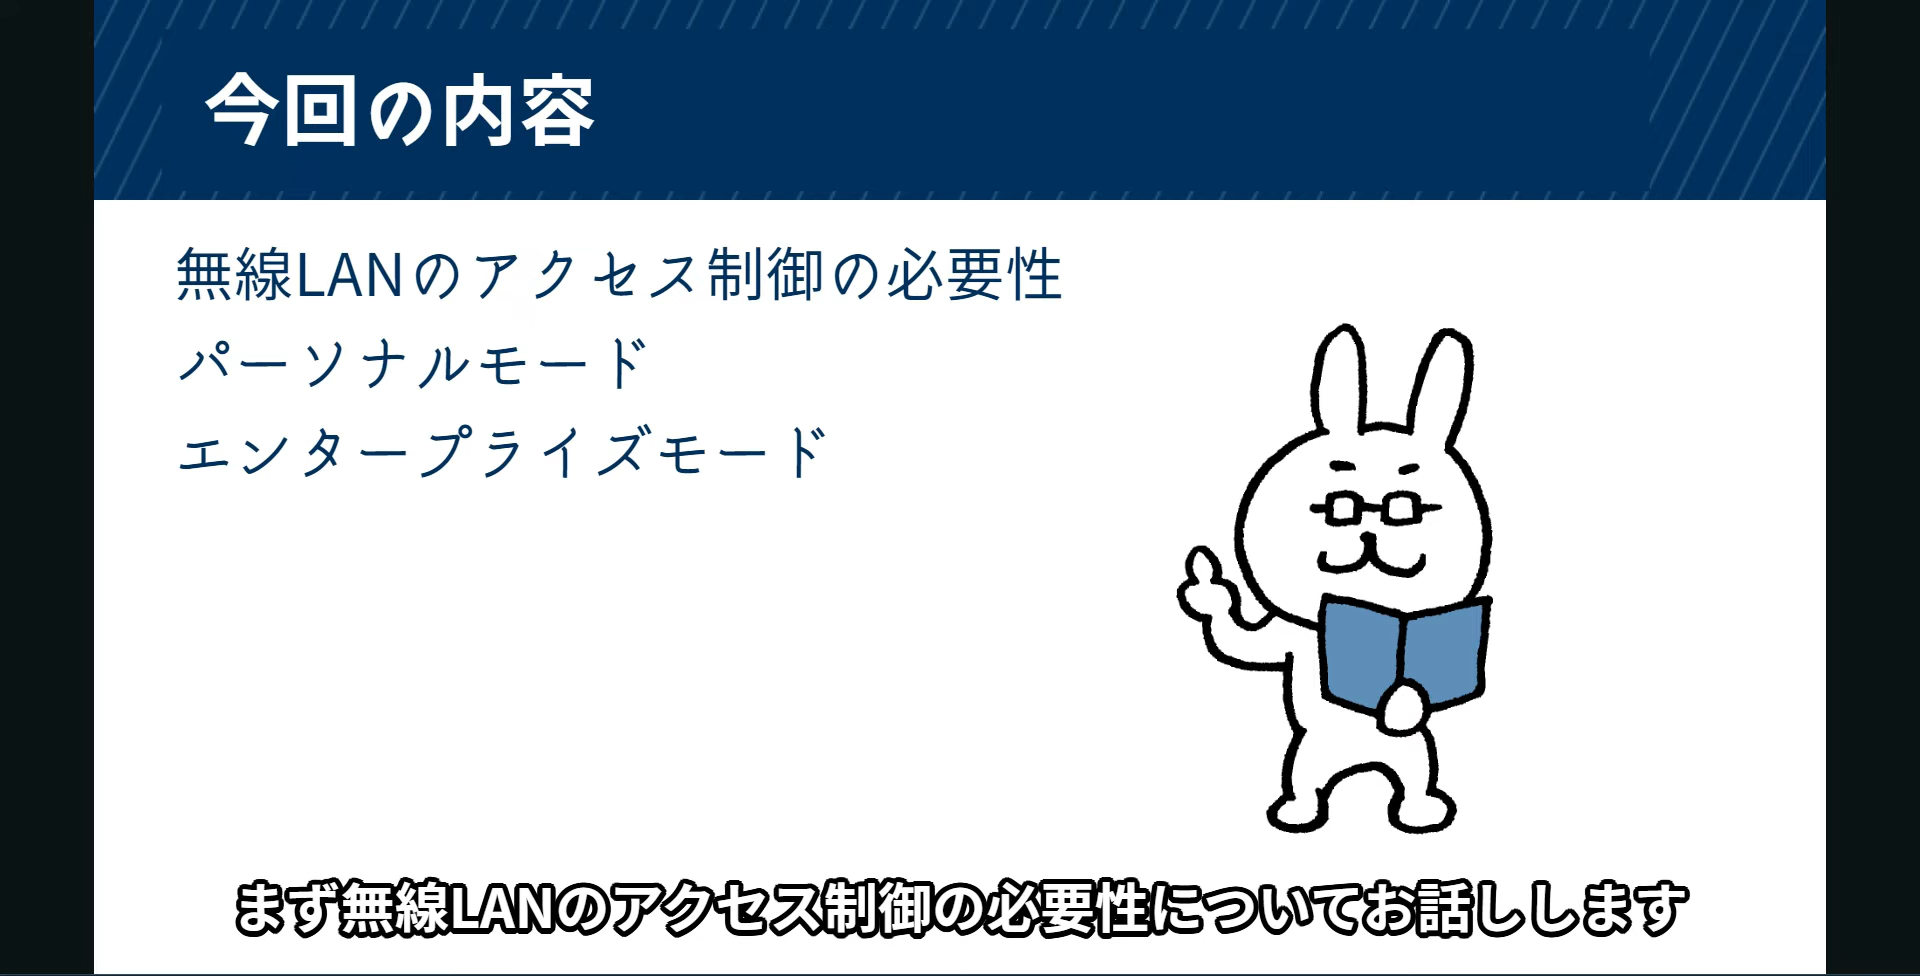 今回の内容
無線LANのアクセス制御の必要性
パーソナルモード
エンタープライズモード
まず無線LANのアクセス制御の必要性についてお話しします